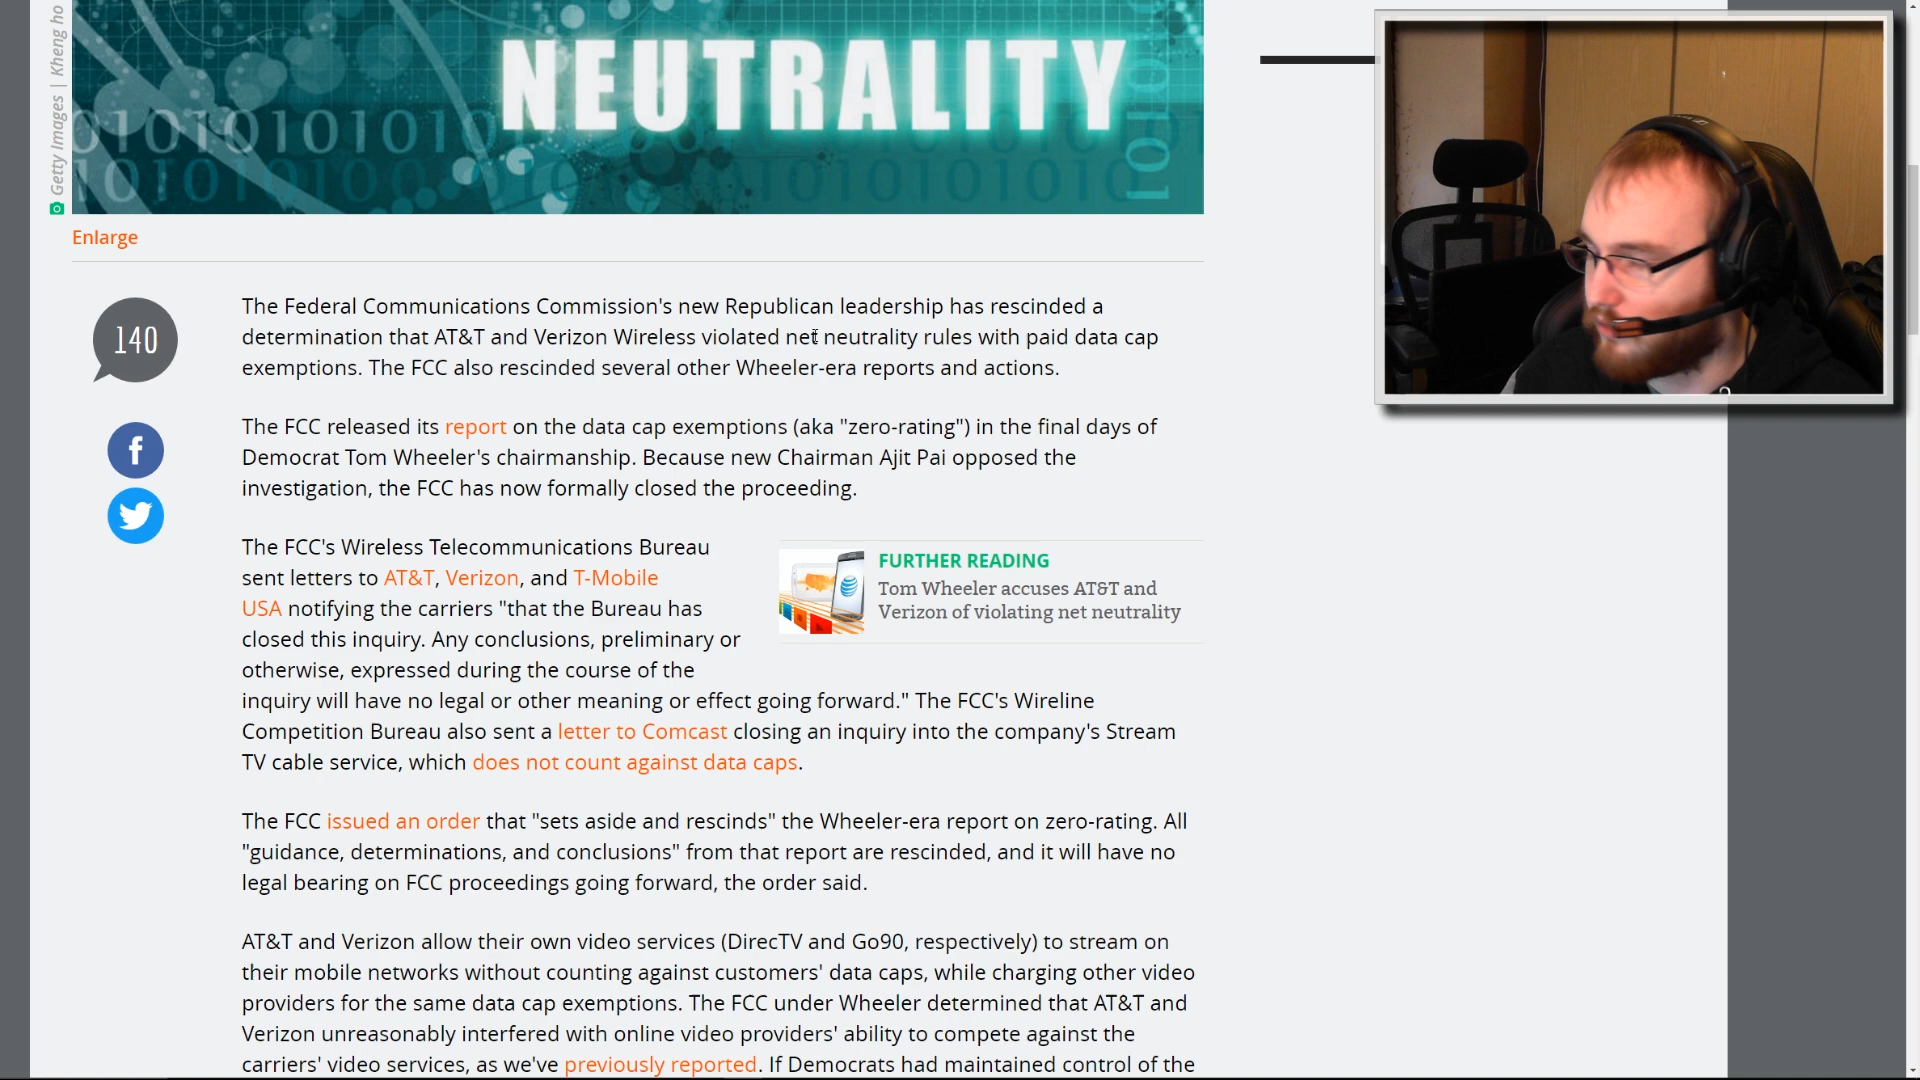 NEUTRALITY
Getty Images | Kheng ho
Enlarge
140
The Federal Communications Commission's new Republican leadership has rescinded a
determination that AT&T and Verizon Wireless violated net neutrality rules with paid data cap
exemptions. The FCC also rescinded several other Wheeler-era reports and actions.
The FCC released its report on the data cap exemptions (aka "zero-rating") in the final days of
Democrat Tom Wheeler's chairmanship. Because new Chairman Ajit Pai opposed the
investigation, the FCC has now formally closed the proceeding.
The FCC's Wireless Telecommunications Bureau
sent letters to AT&T, Verizon, and T-Mobile
USA notifying the carriers "that the Bureau has
closed this inquiry. Any conclusions, preliminary or
otherwise, expressed during the course of the
inquiry will have no legal or other meaning or effect going forward." The FCC's Wireline
Competition Bureau also sent a letter to Comcast closing an inquiry into the company's Stream
TV cable service, which does not count against data caps.
FURTHER READING
Tom Wheeler accuses AT&T and
Verizon of violating net neutrality
The FCC issued an order that "sets aside and rescinds" the Wheeler-era report on zero-rating. All
"guidance, determinations, and conclusions" from that report are rescinded, and it will have no
legal bearing on FCC proceedings going forward, the order said.
AT&T and Verizon allow their own video services (DirecTV and Go90, respectively) to stream on
their mobile networks without counting against customers' data caps, while charging other video
providers for the same data cap exemptions. The FCC under Wheeler determined that AT&T and
Verizon unreasonably interfered with online video providers' ability to compete against the
carriers' video services, as we've previously reported. If Democrats had maintained control of the